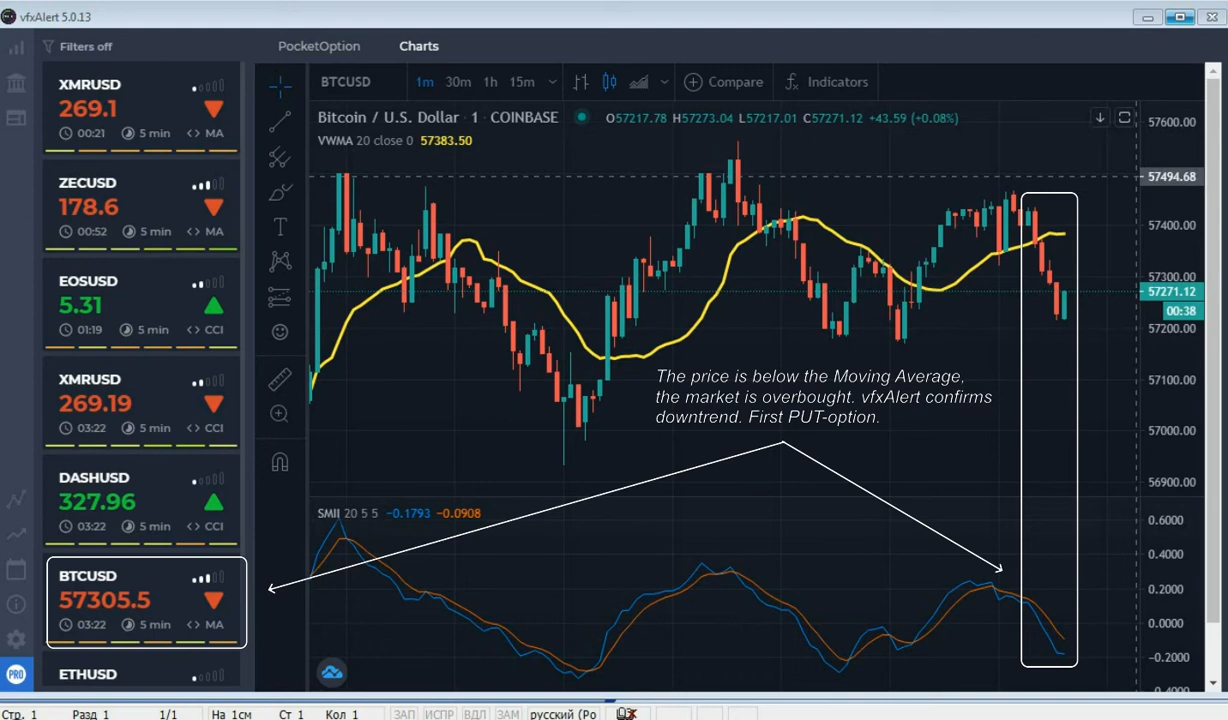 vfxAlert 5.0.13
Filters off
PocketOption
Charts
XMRUSD
269.1
00:21
5 min
MA
ZECUSD
178.6
00:52
5 min
MA
EOSUSD
5.31
01:19
5 min
CCI
XMRUSD
269.19
03:22
5 min
CCI
DASHUSD
327.96
03:22
5 min
CCI
BTCUSD
57305.5
03:22
5 min
MA
ETHUSD
PRO
BTCUSD
1m 30m 1h 15m
Compare
Indicators
Bitcoin / U.S. Dollar · 1 · COINBASE
O57217.78 H57273.04 L57217.01 C57271.12 +43.59 (+0.08%)
VWMA 20 close 0 57383.50
57600.00
57494.68
57400.00
57300.00
57271.12
00:38
57200.00
57100.00
57000.00
56900.00
The price is below the Moving Average,
the market is overbought. vfxAlert confirms
downtrend. First PUT-option.
SMII 20 5 5 −0.1793 −0.0908
0.6000
0.4000
0.2000
0.0000
−0.2000
−0.4000
Стр. 1 Разд 1 1/1 На 1см Ст 1 Кол 1 ЗАП ИСПР ВДЛ ЗАМ русский (Ро